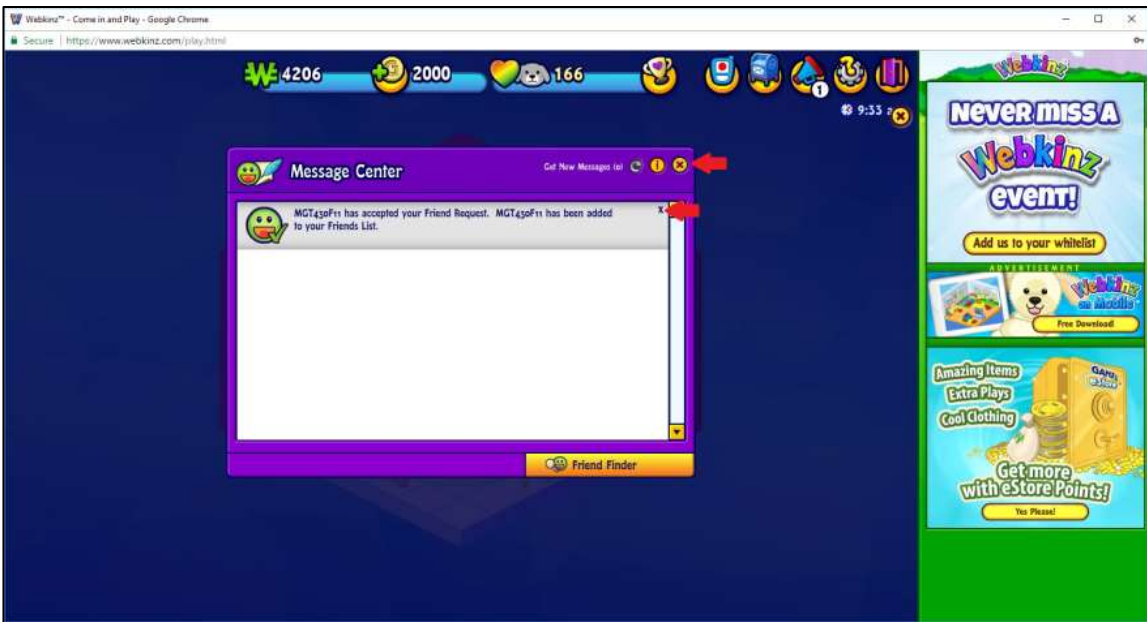 Webkinz™ - Come in and Play - Google Chrome
Secure | https://www.webkinz.com/play.html
4206
2000
166
1
9:33
Message Center
Get New Messages (0)
MGT430F11 has accepted your Friend Request. MGT430F11 has been added
to your Friends List.
x
Friend Finder
Webkinz
NEVER MISS A
Webkinz
EVENT!
Add us to your whitelist
ADVERTISEMENT
Webkinz
on Mobile
Free Download!
Amazing Items
Extra Plays
Cool Clothing
GANZ
eStore
Get more
with eStore Points!
Yes Please!